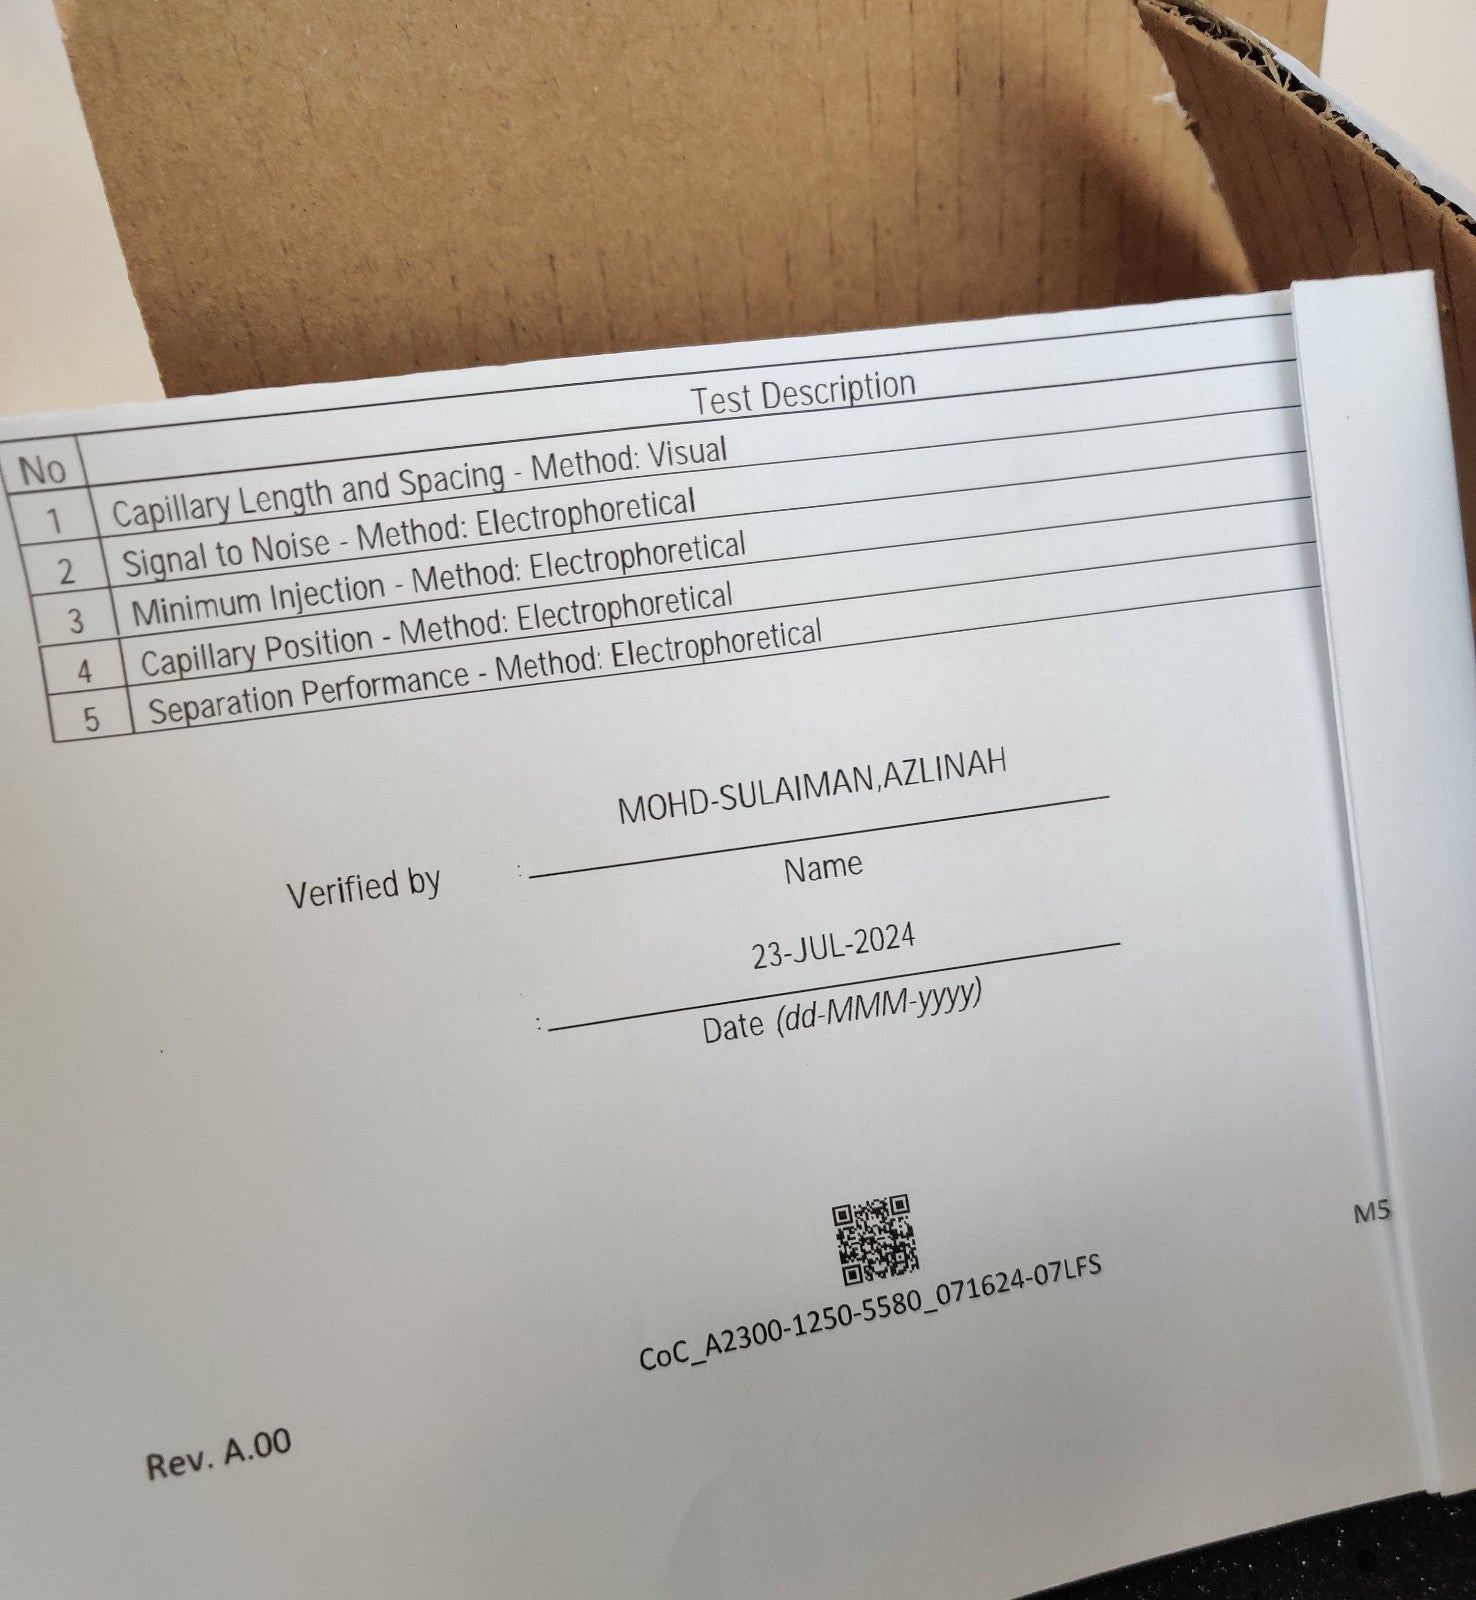 No Test Description
1 Capillary Length and Spacing - Method: Visual
2 Signal to Noise - Method: Electrophoretical
3 Minimum Injection - Method: Electrophoretical
4 Capillary Position - Method: Electrophoretical
5 Separation Performance - Method: Electrophoretical
MOHD-SULAIMAN,AZLINAH
Verified by :
Name
23-JUL-2024
:
Date (dd-MMM-yyyy)
M5
CoC_A2300-1250-5580_071624-07LFS
Rev. A.00